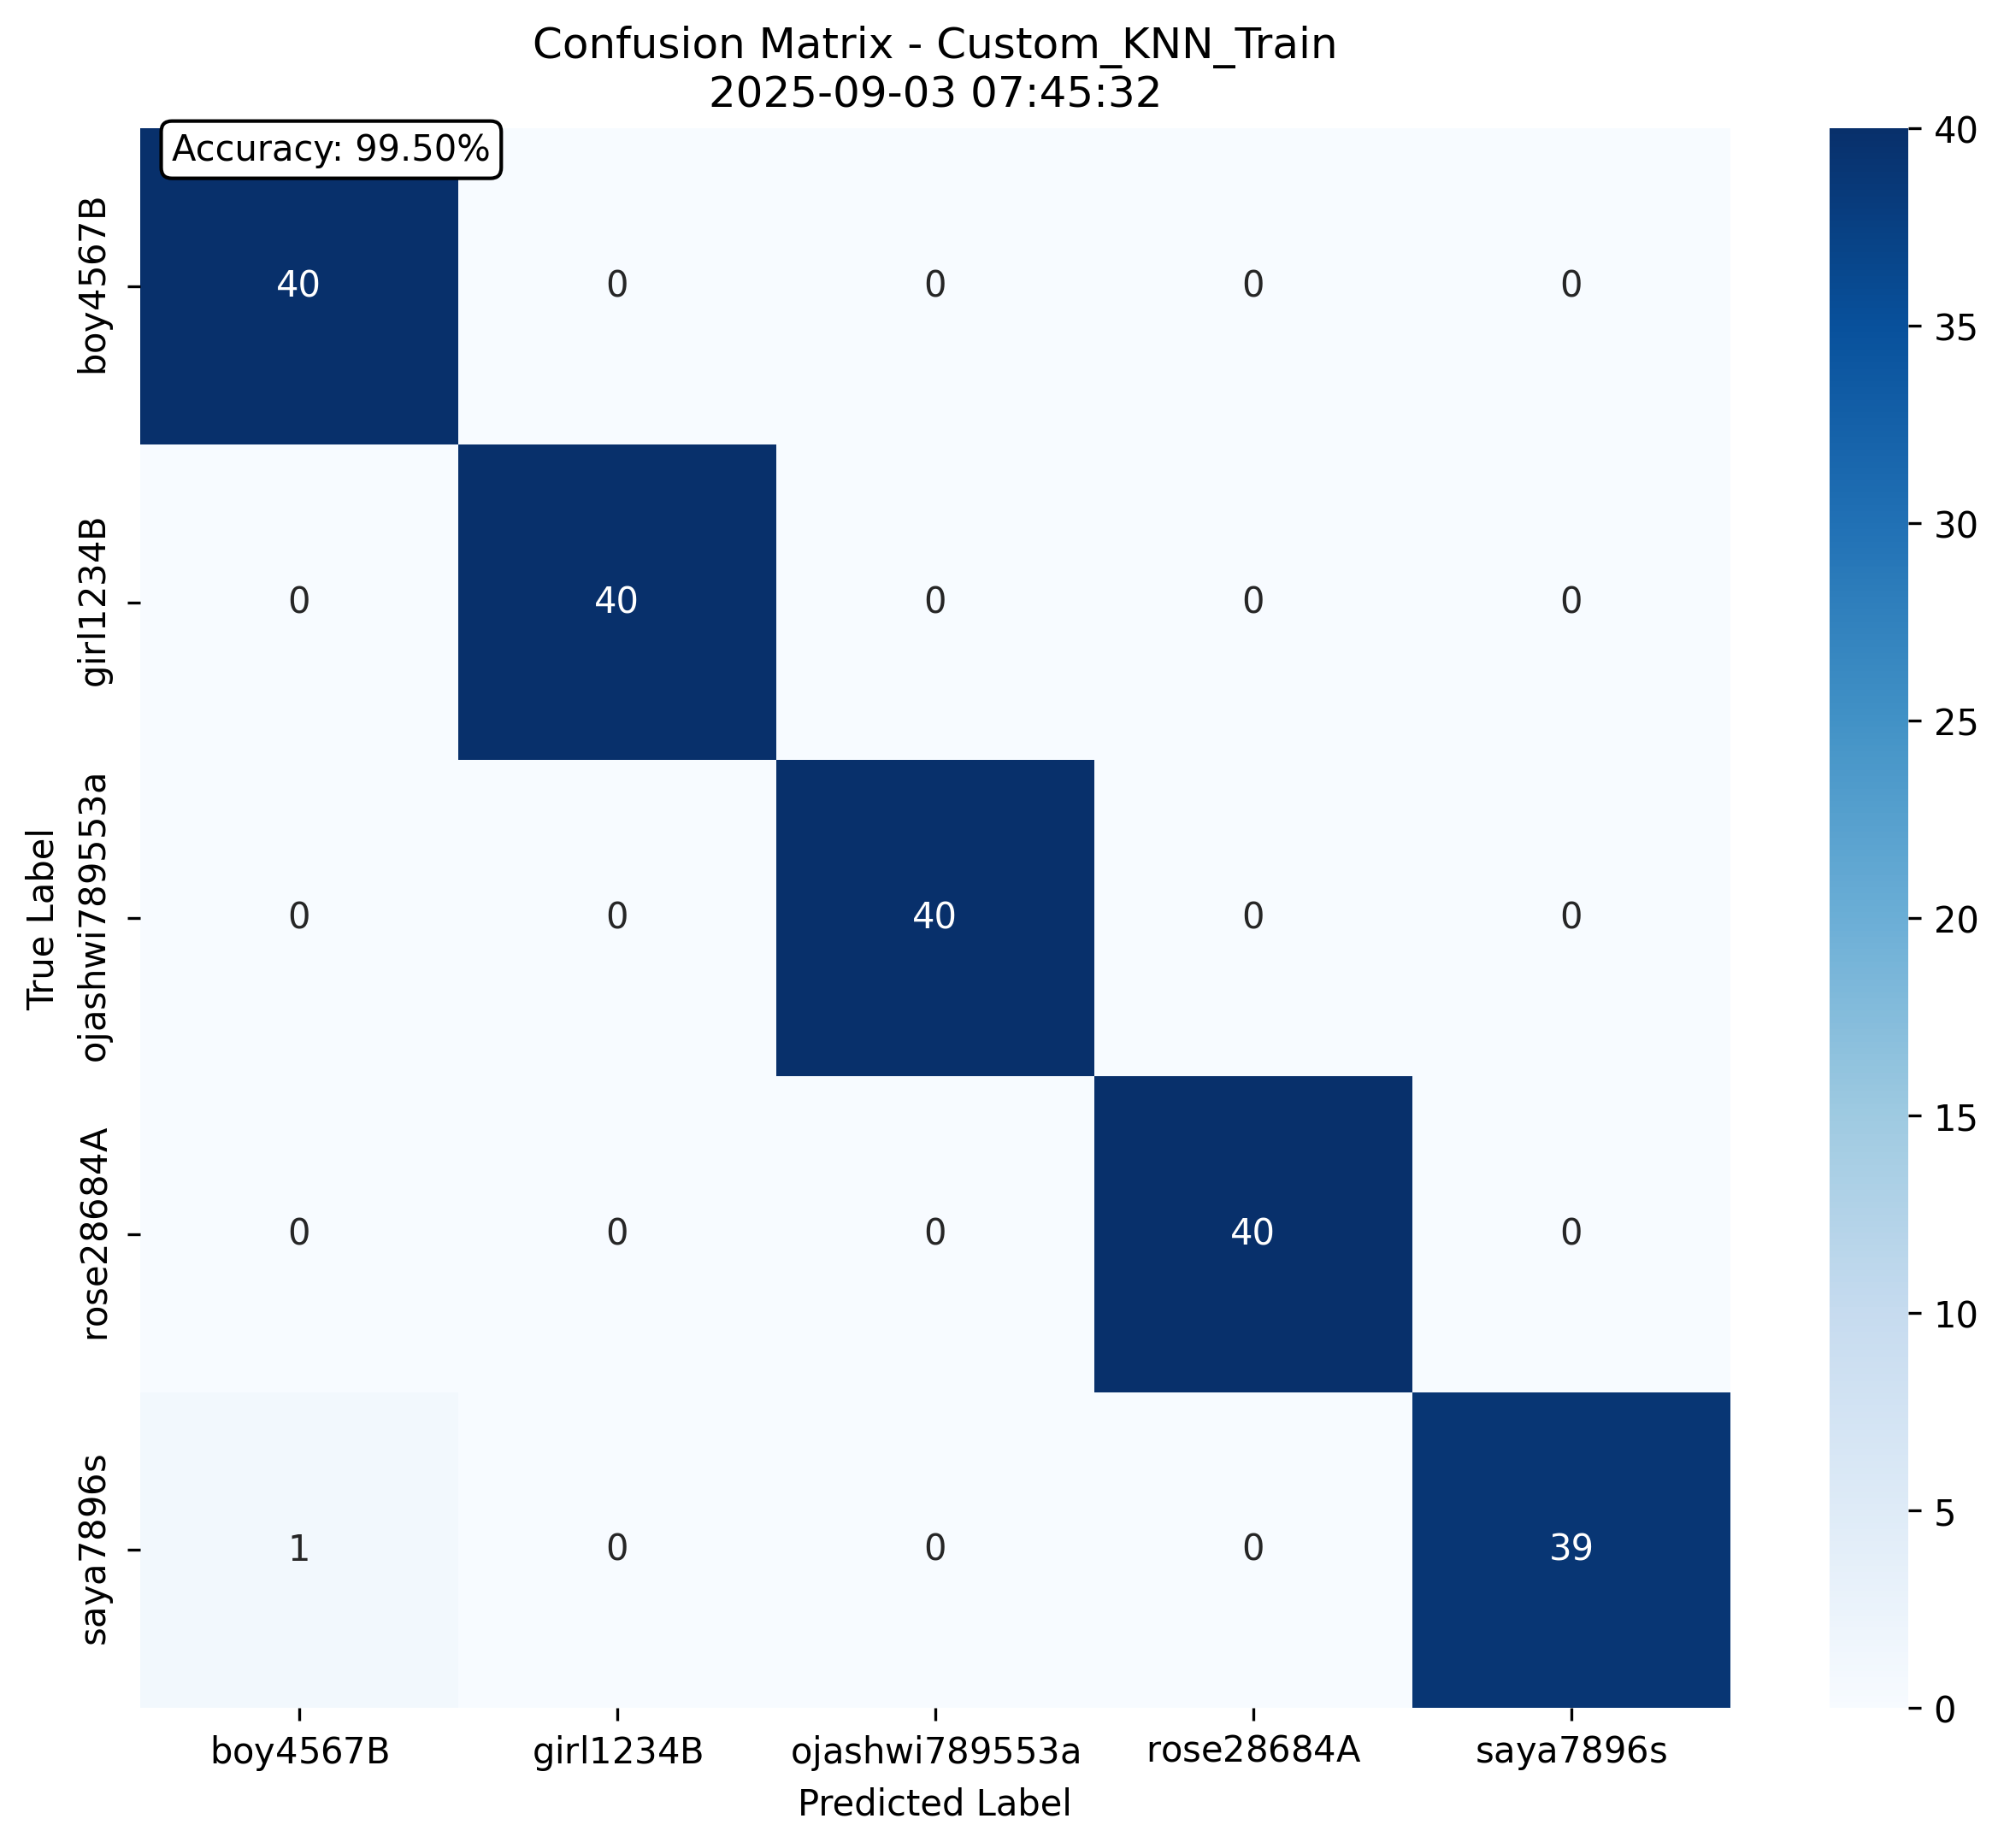 Confusion Matrix - Custom_KNN_Train
2025-09-03 07:45:32
Accuracy: 99.50%
True Label
boy4567B
40 0 0 0 0
girl1234B
0 40 0 0 0
ojashwi789553a
0 0 40 0 0
rose28684A
0 0 0 40 0
saya7896s
1 0 0 0 39
boy4567B girl1234B ojashwi789553a rose28684A saya7896s
Predicted Label
40
35
30
25
20
15
10
5
0